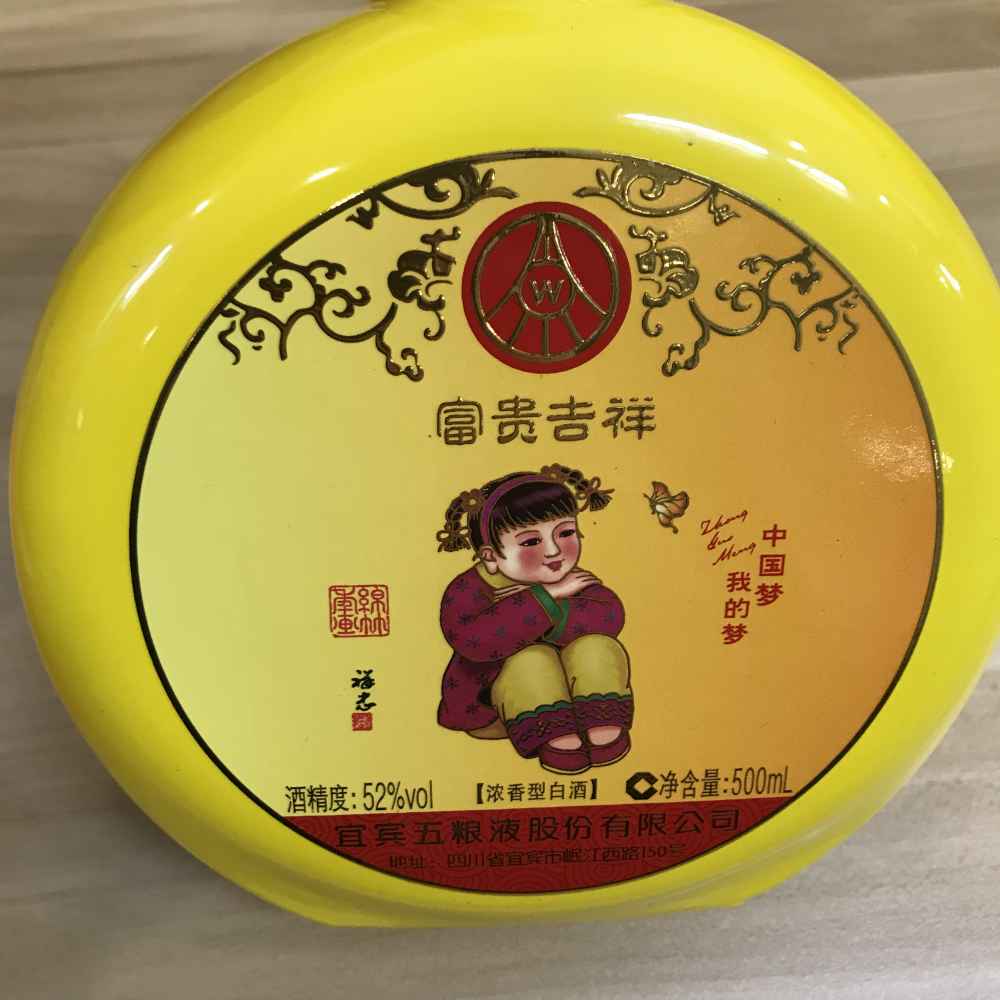 W
富贵吉祥
Zhong
Guo
Meng
中国梦
我的梦
祥志
酒精度:52%vol
【浓香型白酒】
净含量:500mL
宜宾五粮液股份有限公司
地址:四川省宜宾市岷江西路150号